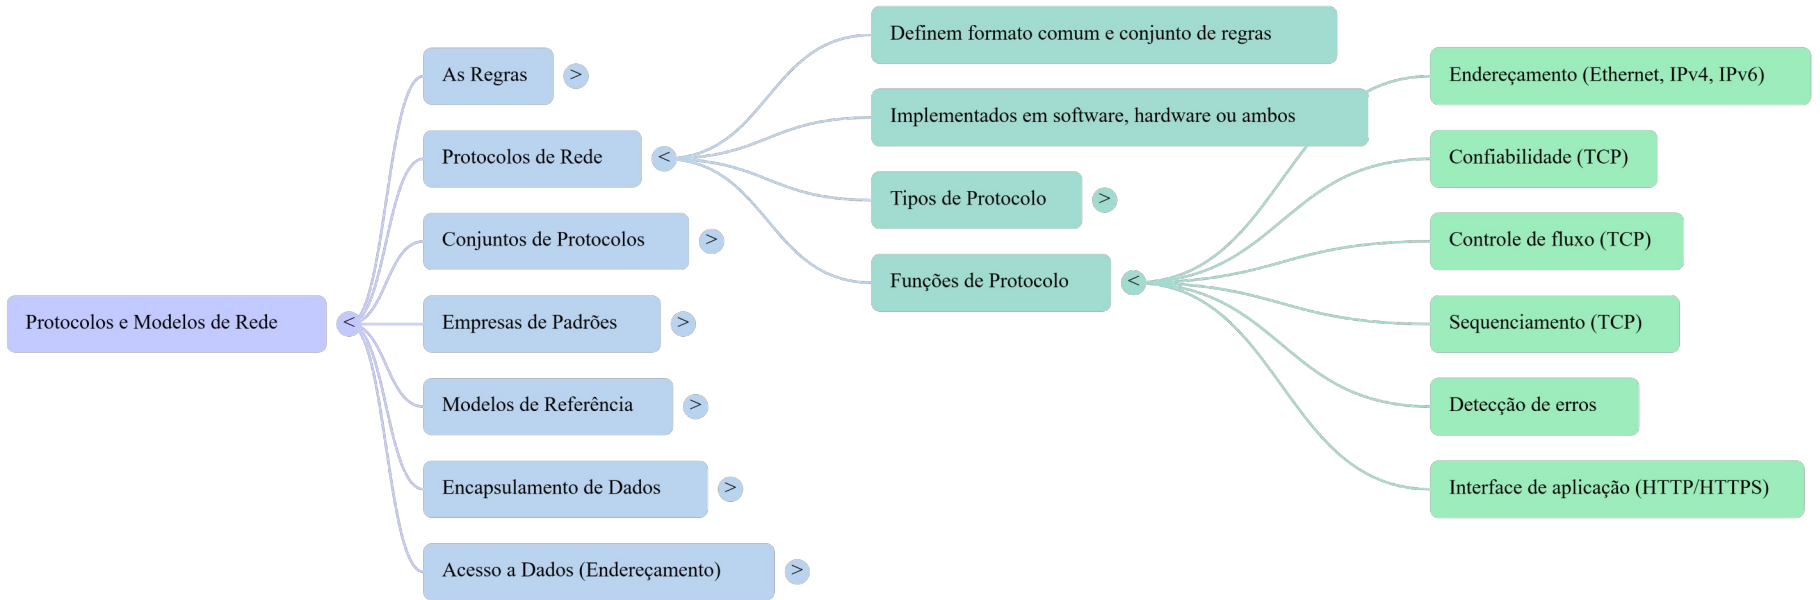 Protocolos e Modelos de Rede
<
As Regras
>
Protocolos de Rede
<
Conjuntos de Protocolos
>
Empresas de Padrões
>
Modelos de Referência
>
Encapsulamento de Dados
>
Acesso a Dados (Endereçamento)
>
Definem formato comum e conjunto de regras
Implementados em software, hardware ou ambos
Tipos de Protocolo
>
Funções de Protocolo
<
Endereçamento (Ethernet, IPv4, IPv6)
Confiabilidade (TCP)
Controle de fluxo (TCP)
Sequenciamento (TCP)
Detecção de erros
Interface de aplicação (HTTP/HTTPS)